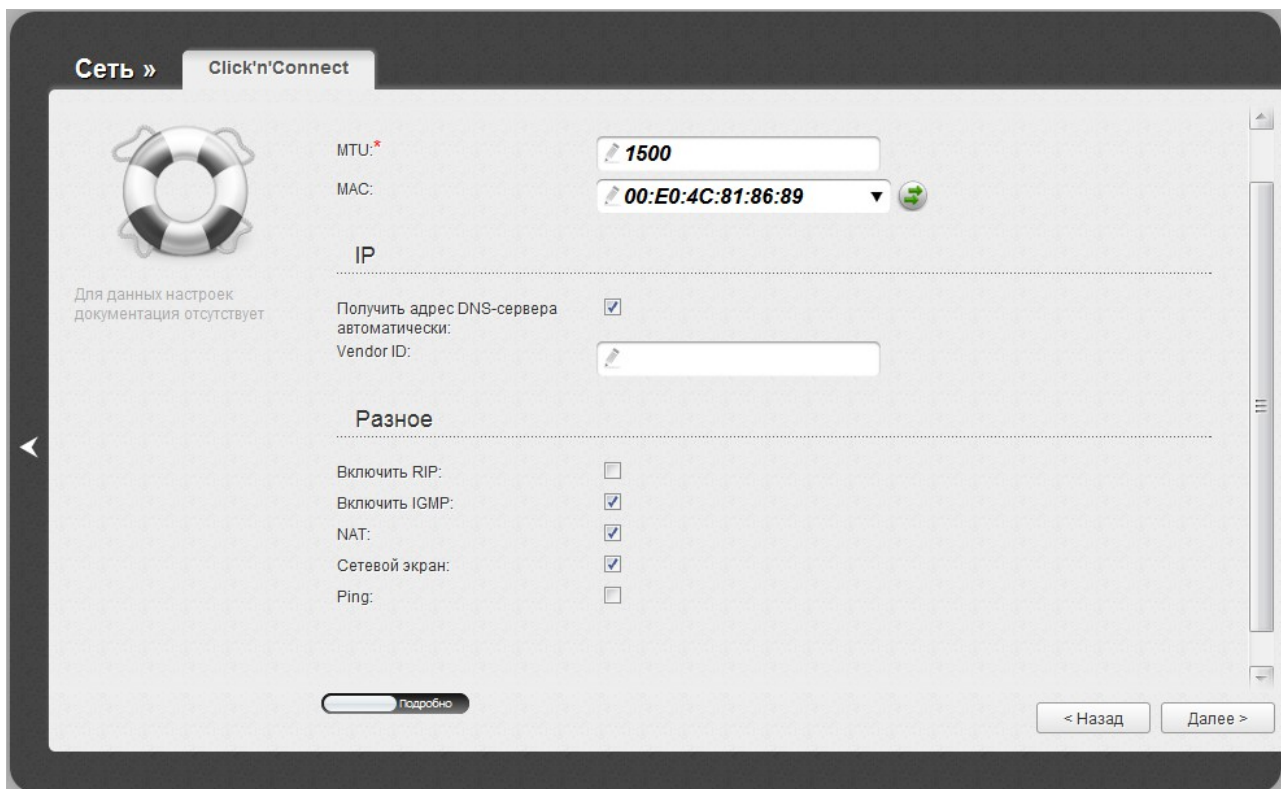 Сеть »
Click'n'Connect
Для данных настроек
документация отсутствует
MTU:*
1500
MAC:
00:E0:4C:81:86:89
IP
Получить адрес DNS-сервера
автоматически:
Vendor ID:
Разное
Включить RIP:
Включить IGMP:
NAT:
Сетевой экран:
Ping:
Подробно
< Назад
Далее >